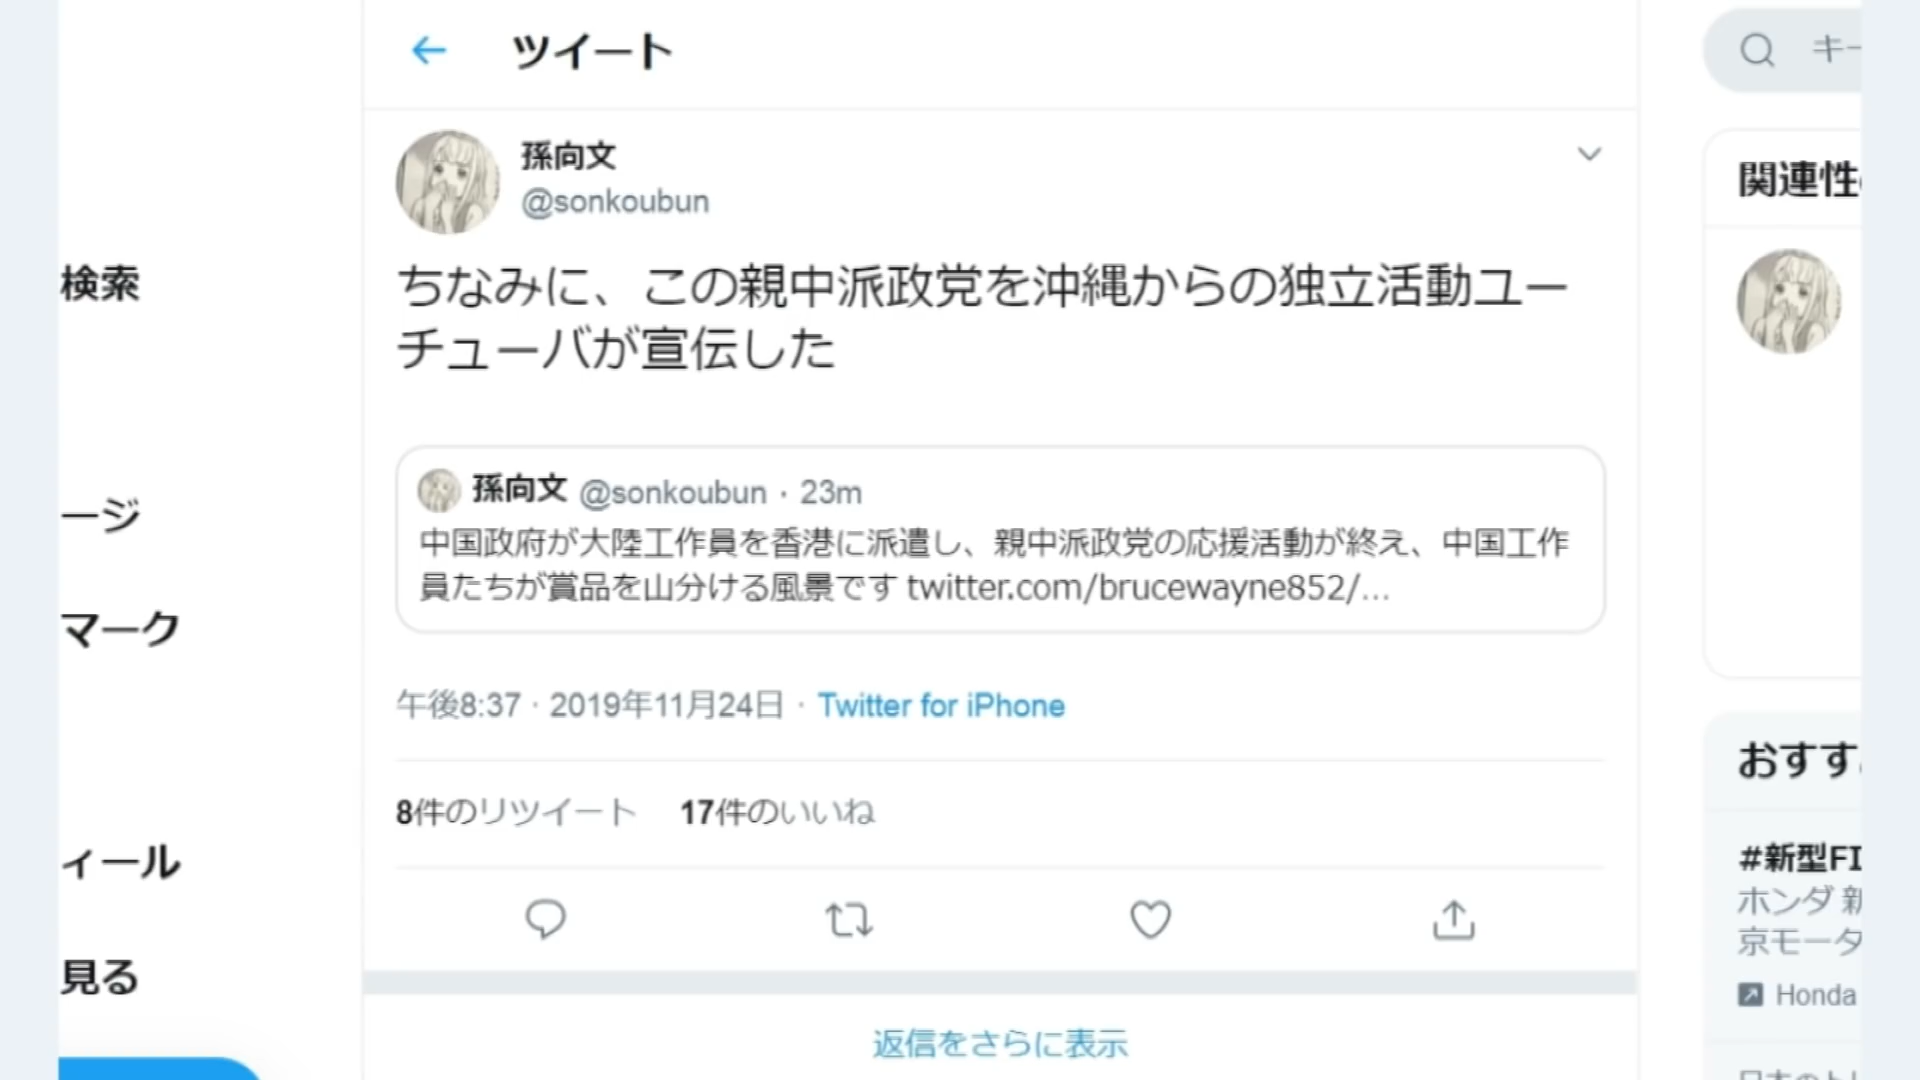 ツイート
キー
孫向文
@sonkoubun
ちなみに、この親中派政党を沖縄からの独立活動ユー
チューバが宣伝した
孫向文 @sonkoubun · 23m
中国政府が大陸工作員を香港に派遣し、親中派政党の応援活動が終え、中国工作
員たちが賞品を山分ける風景です twitter.com/brucewayne852/...
午後8:37 · 2019年11月24日 · Twitter for iPhone
8件のリツイート 17件のいいね
返信をさらに表示
検索
ージ
マーク
ィール
見る
関連性
おすす
#新型FI
ホンダ 新
京モータ
Honda